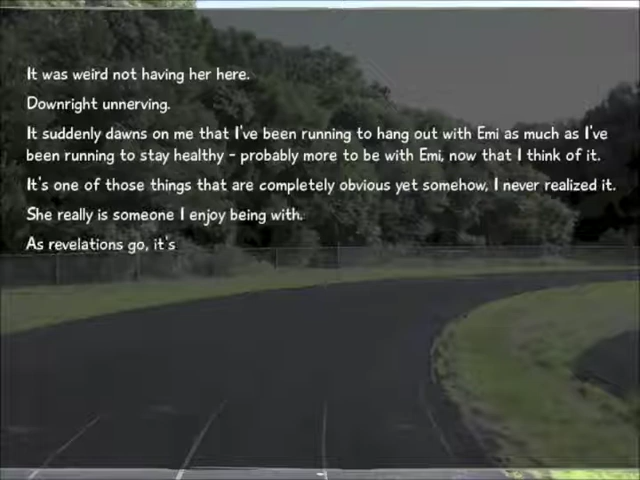 It was weird not having her here.
Downright unnerving.
It suddenly dawns on me that I've been running to hang out with Emi as much as I've
been running to stay healthy - probably more to be with Emi, now that I think of it.
It's one of those things that are completely obvious yet somehow, I never realized it.
She really is someone I enjoy being with.
As revelations go, it's